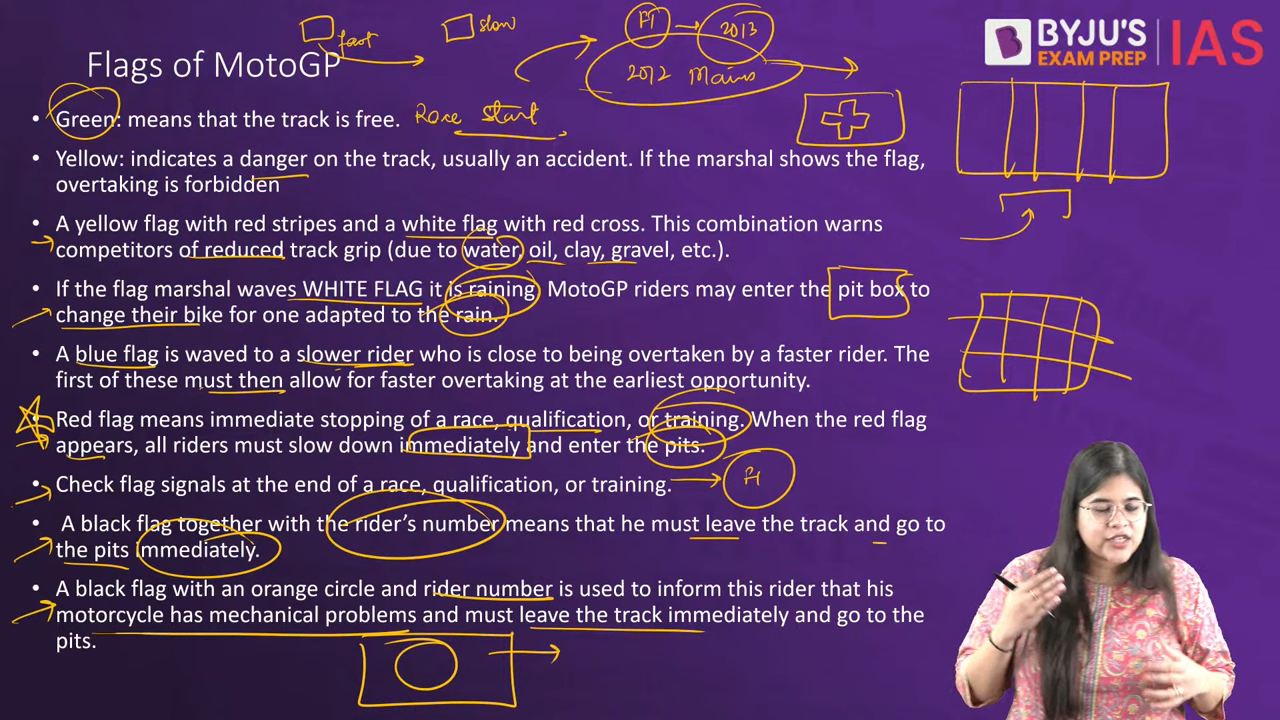 fast
slow
PT → 2013
2012 Mains
BYJU'S
EXAM PREP
IAS
Flags of MotoGP
• Green: means that the track is free. Race start
• Yellow: indicates a danger on the track, usually an accident. If the marshal shows the flag,
overtaking is forbidden
• A yellow flag with red stripes and a white flag with red cross. This combination warns
competitors of reduced track grip (due to water, oil, clay, gravel, etc.).
• If the flag marshal waves WHITE FLAG it is raining. MotoGP riders may enter the pit box to
change their bike for one adapted to the rain.
• A blue flag is waved to a slower rider who is close to being overtaken by a faster rider. The
first of these must then allow for faster overtaking at the earliest opportunity.
• Red flag means immediate stopping of a race, qualification, or training. When the red flag
appears, all riders must slow down immediately and enter the pits.
• Check flag signals at the end of a race, qualification, or training.
• A black flag together with the rider's number means that he must leave the track and go to
the pits immediately.
• A black flag with an orange circle and rider number is used to inform this rider that his
motorcycle has mechanical problems and must leave the track immediately and go to the
pits.